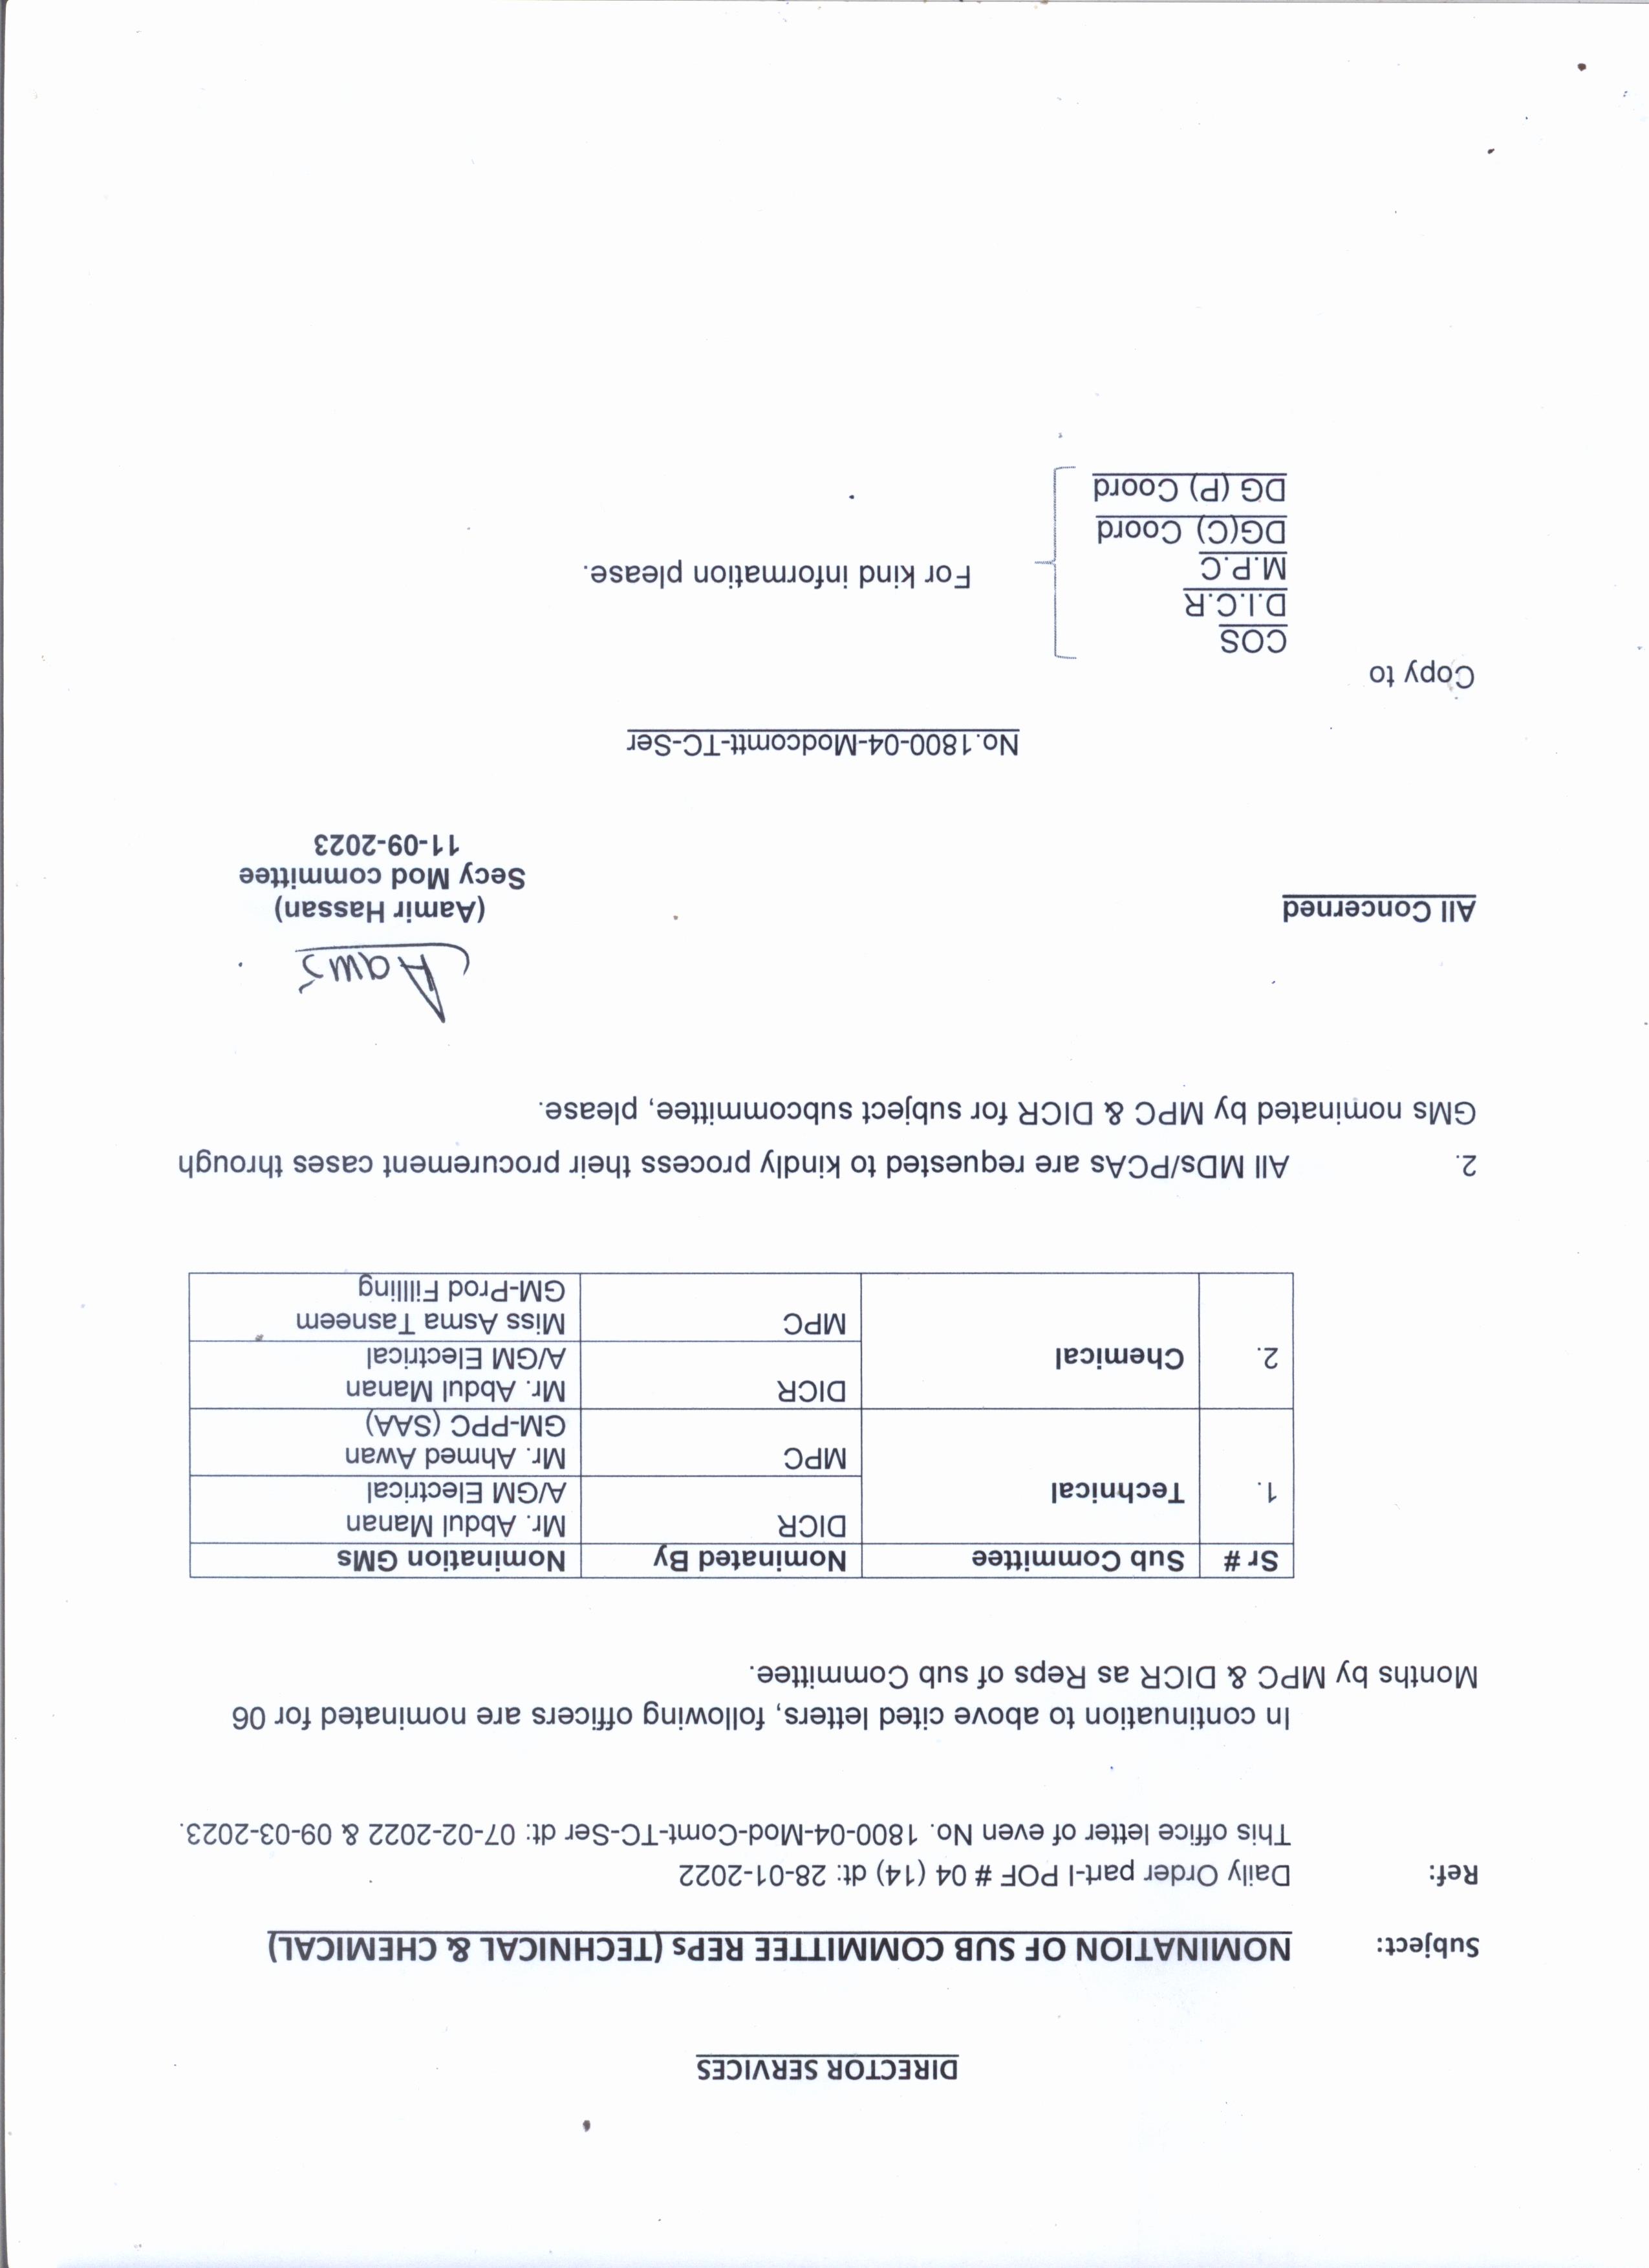 DIRECTOR SERVICES
Subject: NOMINATION OF SUB COMMITTEE REPs (TECHNICAL & CHEMICAL)
Ref: Daily Order part-I POF # 04 (14) dt: 28-01-2022
This office letter of even No. 1800-04-Mod-Comt-TC-Ser dt: 07-02-2022 & 09-03-2023.
In continuation to above cited letters, following officers are nominated for 06
Months by MPC & DICR as Reps of sub Committee.
Sr # Sub Committee Nominated By Nomination GMs
1. Technical DICR Mr. Abdul Manan
A/GM Electrical
MPC Mr. Ahmed Awan
GM-PPC (SAA)
2. Chemical DICR Mr. Abdul Manan
A/GM Electrical
MPC Miss Asma Tasneem
GM-Prod Fillling
2. All MDs/PCAs are requested to kindly process their procurement cases through
GMs nominated by MPC & DICR for subject subcommittee, please.
All Concerned (Aamir Hassan)
Secy Mod committee
11-09-2023
No.1800-04-Modcomtt-TC-Ser
Copy to
COS
D.I.C.R
M.P.C For kind information please.
DG(C) Coord
DG (P) Coord